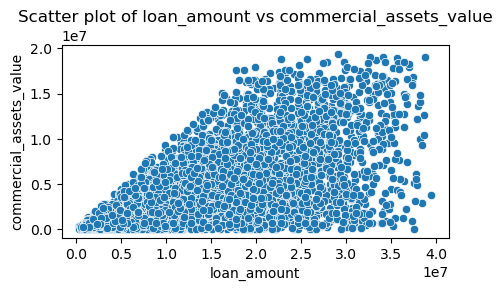 Scatter plot of loan_amount vs commercial_assets_value
1e7
2.0
1.5
1.0
0.5
0.0
commercial_assets_value
0.0 0.5 1.0 1.5 2.0 2.5 3.0 3.5 4.0
1e7
loan_amount